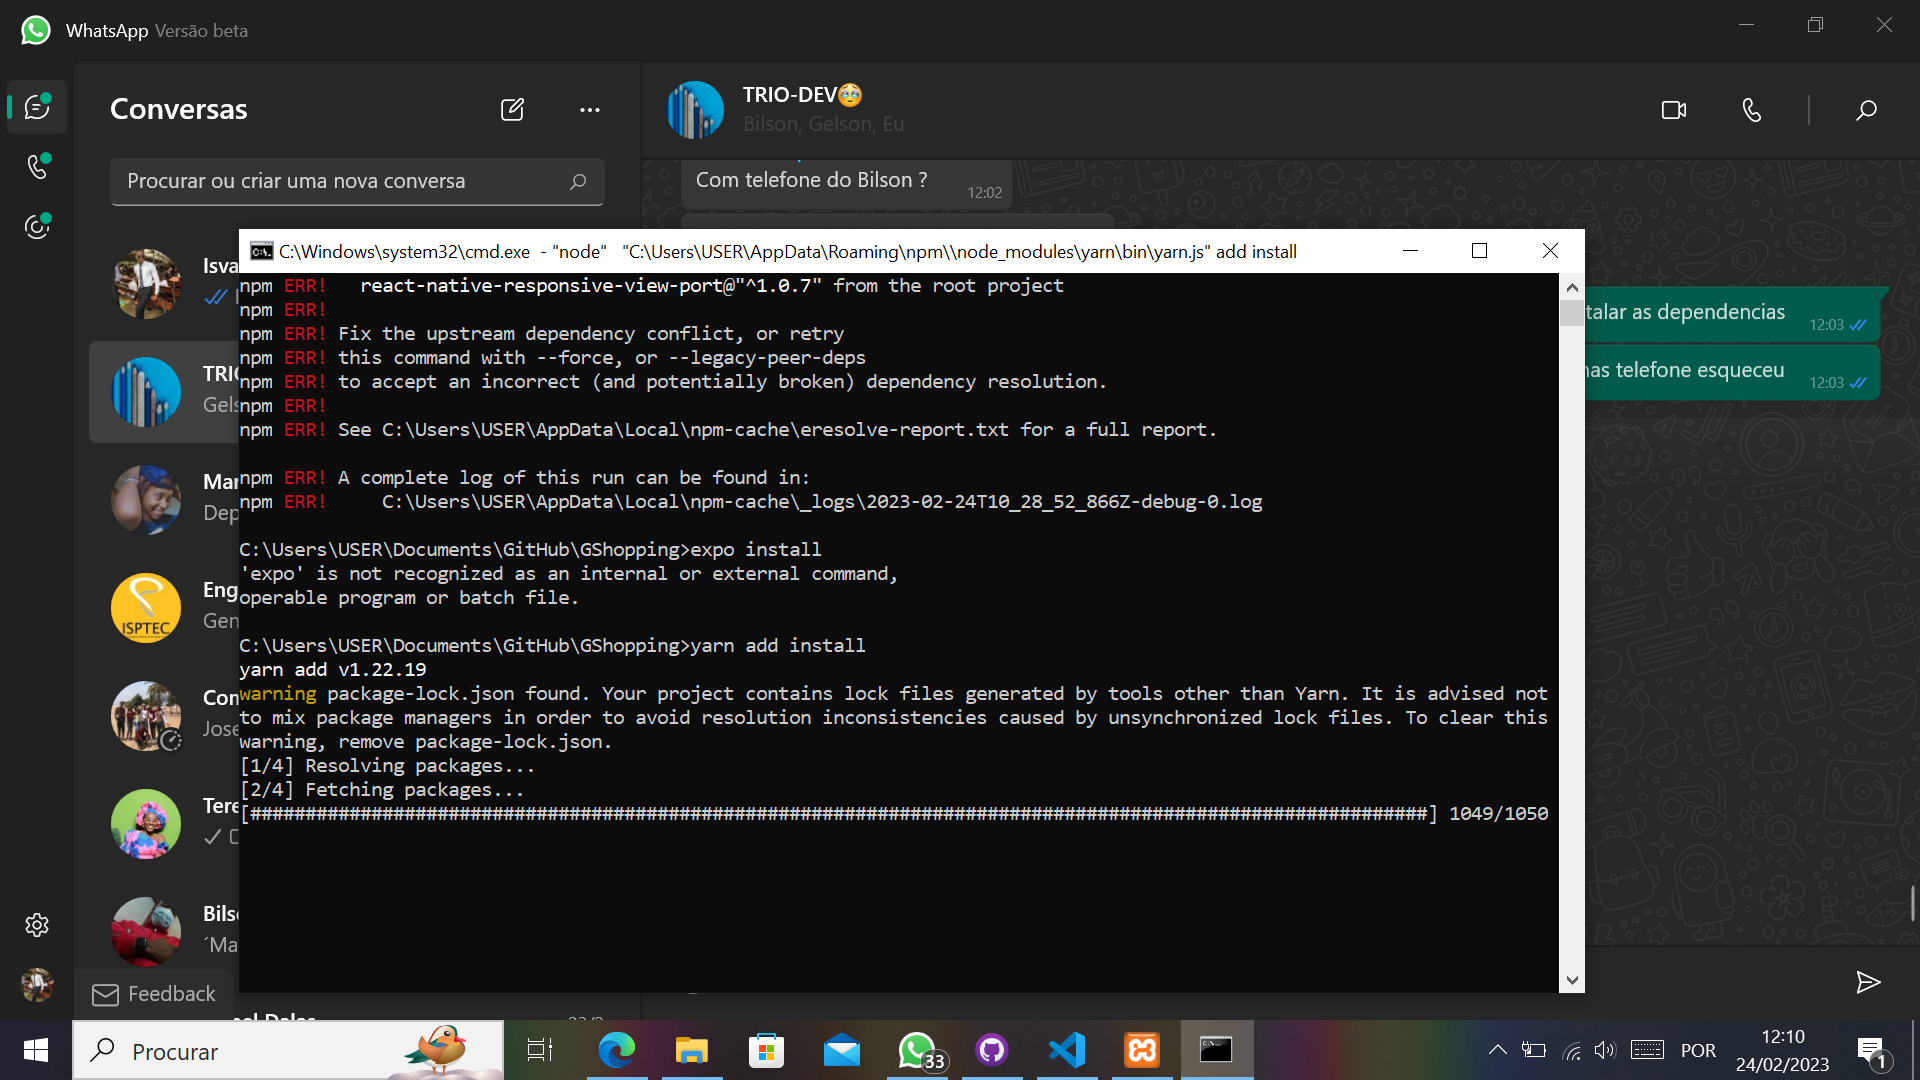 WhatsApp Versão beta
Conversas
Procurar ou criar uma nova conversa
TRIO-DEV
Bilson, Gelson, Eu
Com telefone do Bilson ?
12:02
talar as dependencias
12:03
telefone esqueceu
12:03
Isva
TRIO
Gels
Mar
Dep
Eng
Gen
ISPTEC
Com
Jose
Tere
Bils
´Ma
Feedback
C:\Windows\system32\cmd.exe - "node" "C:\Users\USER\AppData\Roaming\npm\\node_modules\yarn\bin\yarn.js" add install
npm ERR! react-native-responsive-view-port@"^1.0.7" from the root project
npm ERR!
npm ERR! Fix the upstream dependency conflict, or retry
npm ERR! this command with --force, or --legacy-peer-deps
npm ERR! to accept an incorrect (and potentially broken) dependency resolution.
npm ERR!
npm ERR! See C:\Users\USER\AppData\Local\npm-cache\eresolve-report.txt for a full report.
npm ERR! A complete log of this run can be found in:
npm ERR! C:\Users\USER\AppData\Local\npm-cache\_logs\2023-02-24T10_28_52_866Z-debug-0.log
C:\Users\USER\Documents\GitHub\GShopping>expo install
'expo' is not recognized as an internal or external command,
operable program or batch file.
C:\Users\USER\Documents\GitHub\GShopping>yarn add install
yarn add v1.22.19
warning package-lock.json found. Your project contains lock files generated by tools other than Yarn. It is advised not
to mix package managers in order to avoid resolution inconsistencies caused by unsynchronized lock files. To clear this
warning, remove package-lock.json.
[1/4] Resolving packages...
[2/4] Fetching packages...
[###########################################################################################################] 1049/1050
Procurar
33
POR
12:10
24/02/2023
1